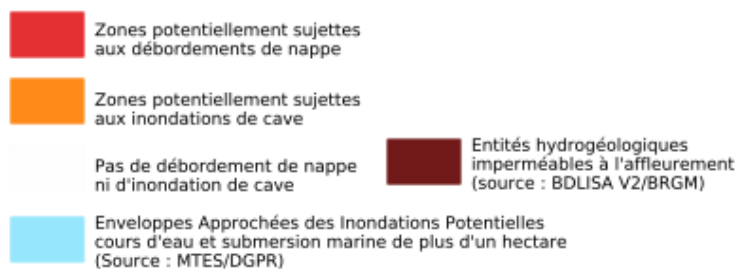 Zones potentiellement sujettes
aux débordements de nappe
Zones potentiellement sujettes
aux inondations de cave
Pas de débordement de nappe
ni d'inondation de cave
Entités hydrogéologiques
imperméables à l'affleurement
(source : BDLISA V2/BRGM)
Enveloppes Approchées des Inondations Potentielles
cours d'eau et submersion marine de plus d'un hectare
(Source : MTES/DGPR)